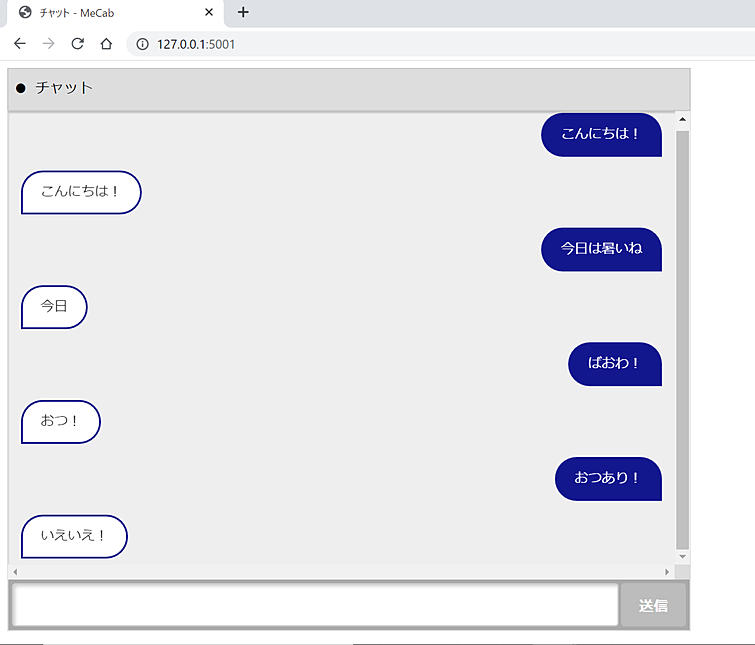 チャット - MeCab
127.0.0.1:5001
● チャット
こんにちは！
こんにちは！
今日は暑いね
今日
ばおわ！
おつ！
おつあり！
いえいえ！
送信